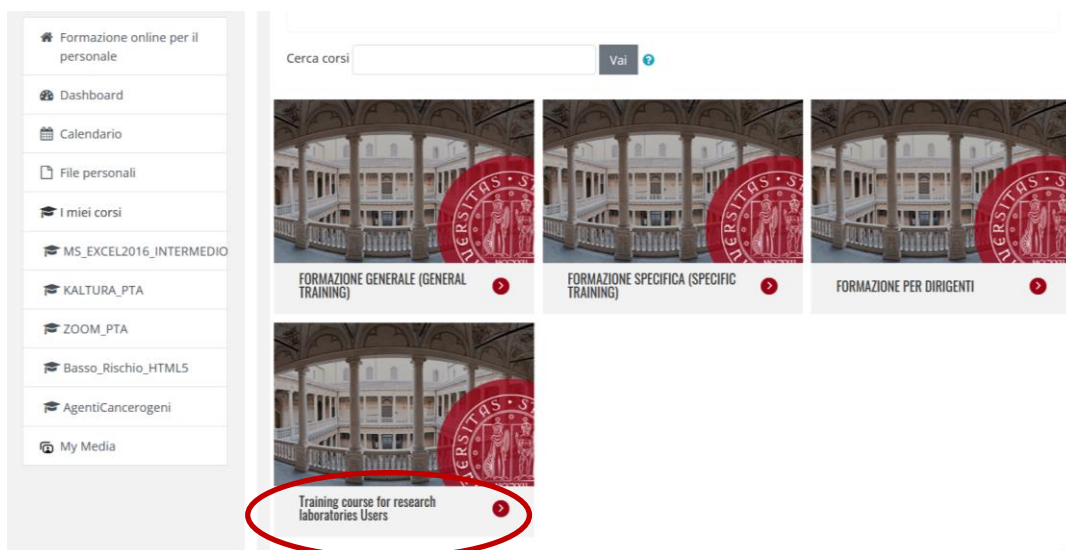 Formazione online per il
personale
Dashboard
Calendario
File personali
I miei corsi
MS_EXCEL2016_INTERMEDIO
KALTURA_PTA
ZOOM_PTA
Basso_Rischio_HTML5
AgentiCancerogeni
My Media
Cerca corsi
Vai
FORMAZIONE GENERALE (GENERAL
TRAINING)
FORMAZIONE SPECIFICA (SPECIFIC
TRAINING)
FORMAZIONE PER DIRIGENTI
Training course for research
laboratories Users